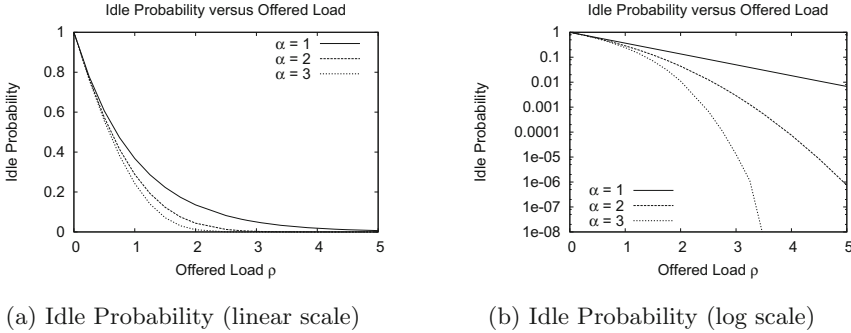 Idle Probability versus Offered Load
1
0.8
0.6
0.4
0.2
0
0 1 2 3 4 5
Idle Probability
Offered Load ρ
α = 1
α = 2
α = 3
(a) Idle Probability (linear scale)
Idle Probability versus Offered Load
1
0.1
0.01
0.001
0.0001
1e-05
1e-06
1e-07
1e-08
0 1 2 3 4 5
Idle Probability
Offered Load ρ
α = 1
α = 2
α = 3
(b) Idle Probability (log scale)